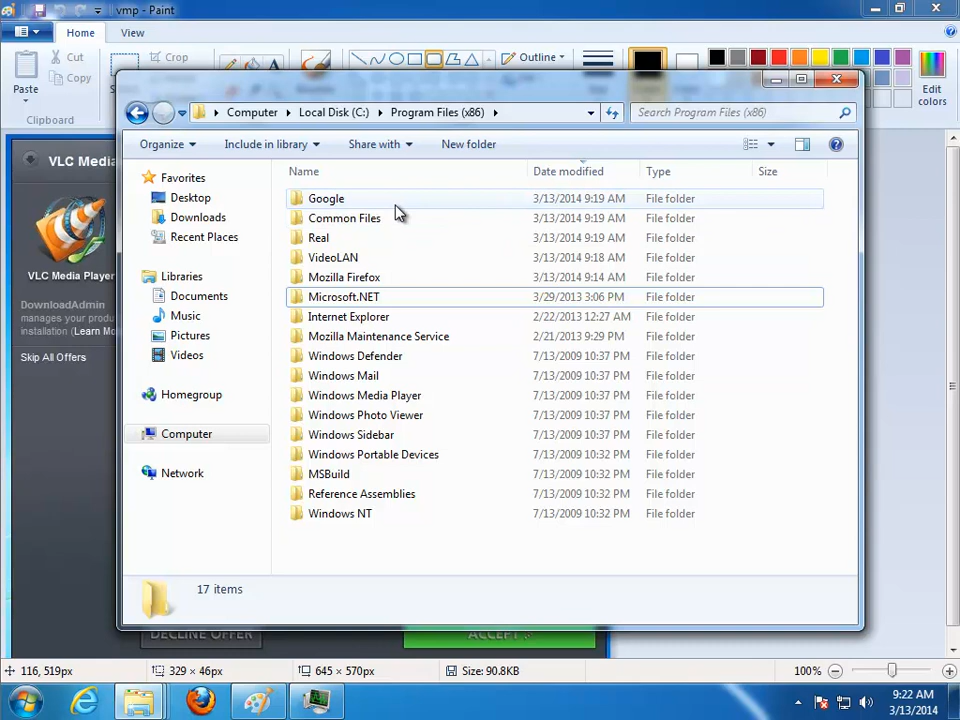 vmp - Paint
Home
View
Paste
Cut
Copy
Clipboard
Crop
Outline
Edit colors
Computer
Local Disk (C:)
Program Files (x86)
Search Program Files (x86)
Organize
Include in library
Share with
New folder
Name
Date modified
Type
Size
Favorites
Desktop
Downloads
Recent Places
Libraries
Documents
Music
Pictures
Videos
Homegroup
Computer
Network
Google 3/13/2014 9:19 AM File folder
Common Files 3/13/2014 9:19 AM File folder
Real 3/13/2014 9:19 AM File folder
VideoLAN 3/13/2014 9:18 AM File folder
Mozilla Firefox 3/13/2014 9:14 AM File folder
Microsoft.NET 3/29/2013 3:06 PM File folder
Internet Explorer 2/22/2013 12:27 AM File folder
Mozilla Maintenance Service 2/21/2013 9:29 PM File folder
Windows Defender 7/13/2009 10:37 PM File folder
Windows Mail 7/13/2009 10:37 PM File folder
Windows Media Player 7/13/2009 10:37 PM File folder
Windows Photo Viewer 7/13/2009 10:37 PM File folder
Windows Sidebar 7/13/2009 10:37 PM File folder
Windows Portable Devices 7/13/2009 10:32 PM File folder
MSBuild 7/13/2009 10:32 PM File folder
Reference Assemblies 7/13/2009 10:32 PM File folder
Windows NT 7/13/2009 10:32 PM File folder
17 items
VLC Media
VLC Media Player
DownloadAdmin
manages your produ
installation (Learn Mo
Skip All Offers
DECLINE OFFER
ACCEPT
116, 519px
329 × 46px
645 × 570px
Size: 90.8KB
100%
9:22 AM
3/13/2014